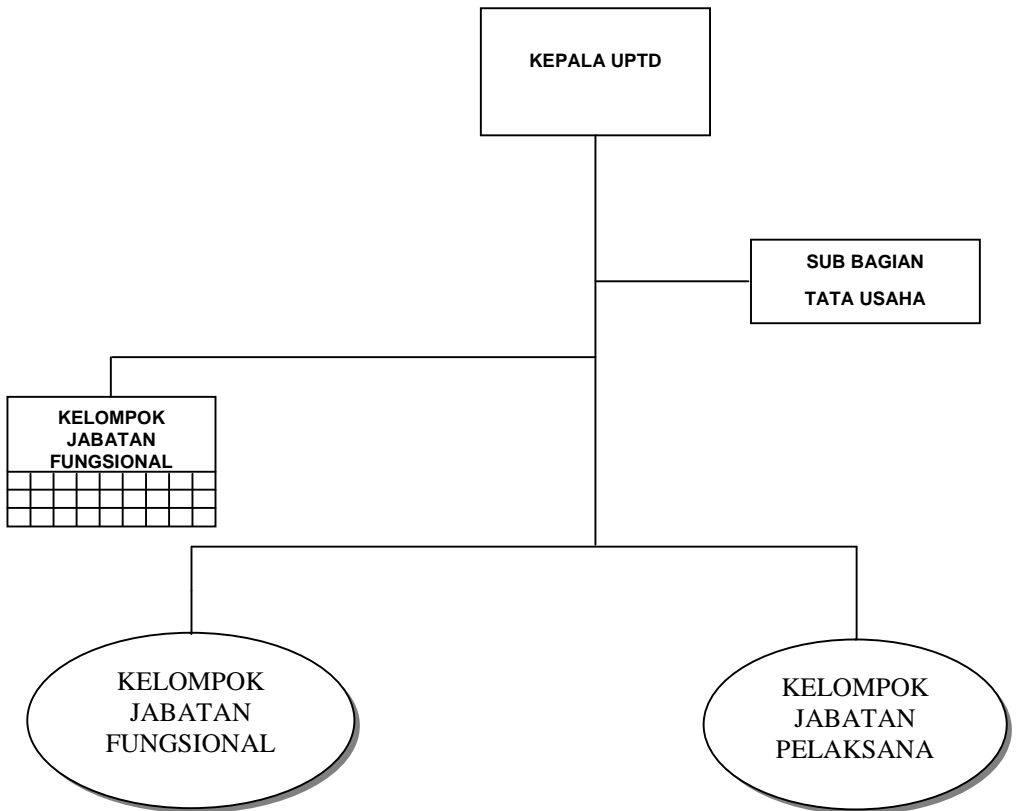 KEPALA UPTD
SUB BAGIAN
TATA USAHA
KELOMPOK
JABATAN
FUNGSIONAL
KELOMPOK
JABATAN
FUNGSIONAL
KELOMPOK
JABATAN
PELAKSANA